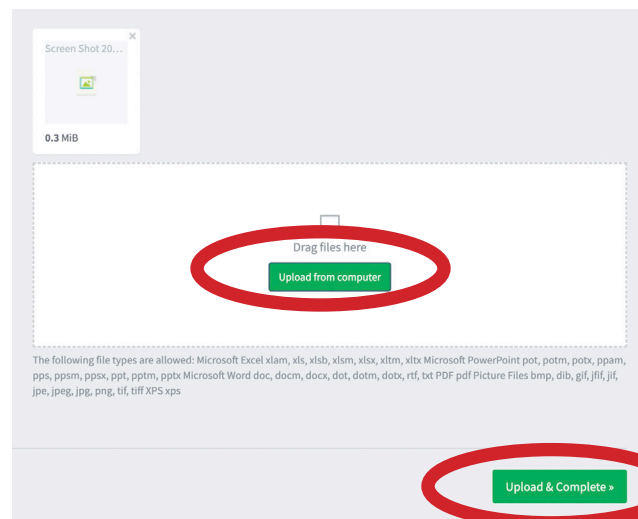 Screen Shot 20...
0.3 MiB
Drag files here
Upload from computer
The following file types are allowed: Microsoft Excel xlam, xls, xlsb, xlsm, xlsx, xltm, xltx Microsoft PowerPoint pot, potm, potx, ppam,
pps, ppsm, ppsx, ppt, pptm, pptx Microsoft Word doc, docm, docx, dot, dotm, dotx, rtf, txt PDF pdf Picture Files bmp, dib, gif, jfif, jif,
jpe, jpeg, jpg, png, tif, tiff XPS xps
Upload & Complete »